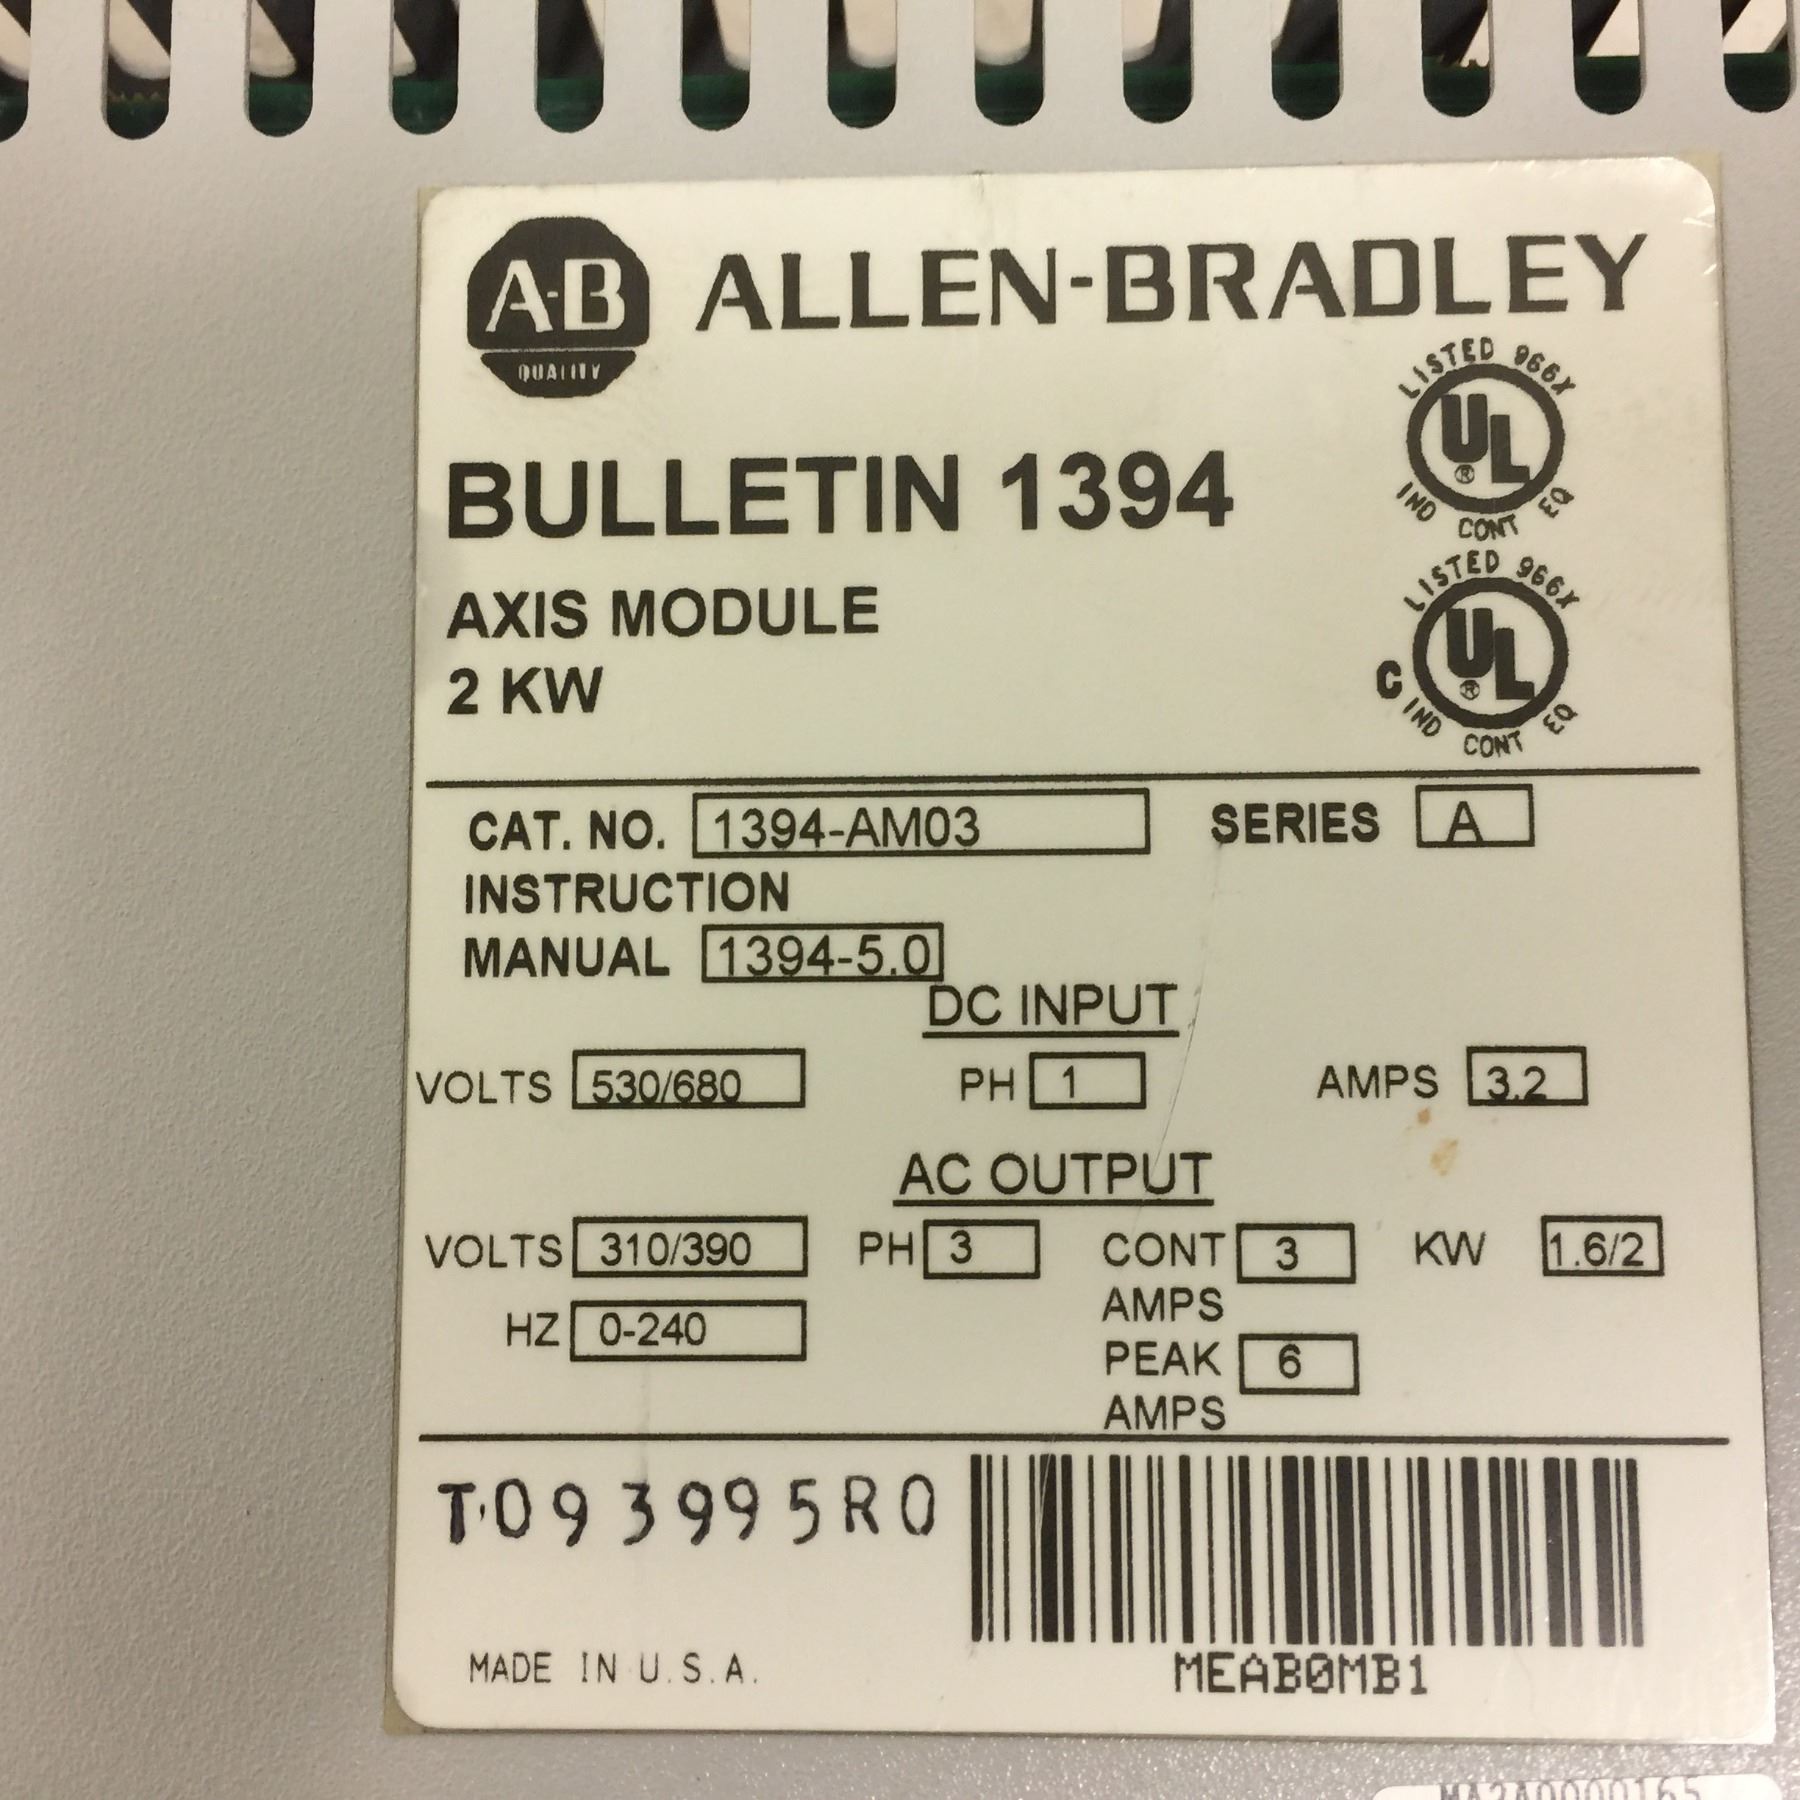 A-B ALLEN-BRADLEY
QUALITY
LISTED 966X
UL
®
IND CONT EQ
BULLETIN 1394
AXIS MODULE
2 KW
LISTED 966X
C UL
®
IND CONT EQ
CAT. NO. 1394-AM03 SERIES A
INSTRUCTION
MANUAL 1394-5.0
DC INPUT
VOLTS 530/680 PH 1 AMPS 3.2
AC OUTPUT
VOLTS 310/390 PH 3 CONT 3 KW 1.6/2
AMPS
HZ 0-240 PEAK 6
AMPS
T093995R0
MADE IN U.S.A.
MEAB0MB1